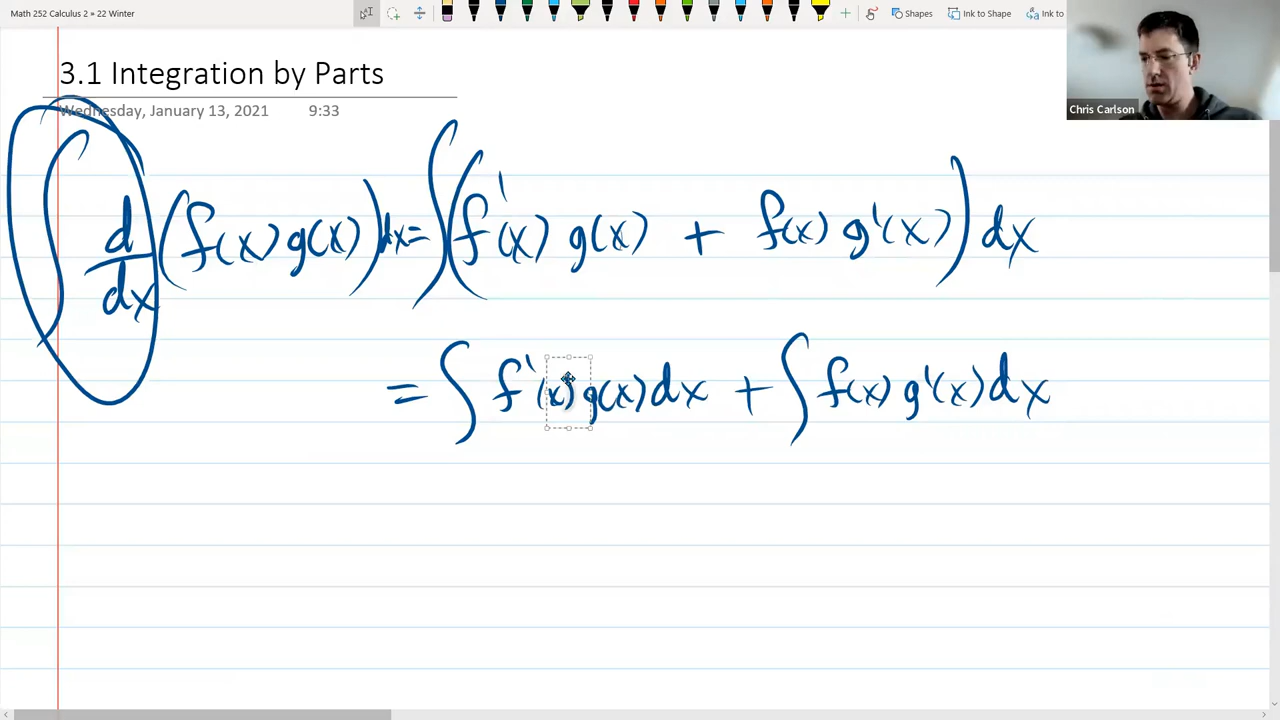 Math 252 Calculus 2 » 22 Winter
Shapes Ink to Shape Ink to
3.1 Integration by Parts
Wednesday, January 13, 2021 9:33
Chris Carlson
∫ d/dx (f(x)g(x))dx = ∫(f'(x) g(x) + f(x) g'(x)) dx
= ∫ f'(x)g(x)dx + ∫ f(x) g'(x)dx